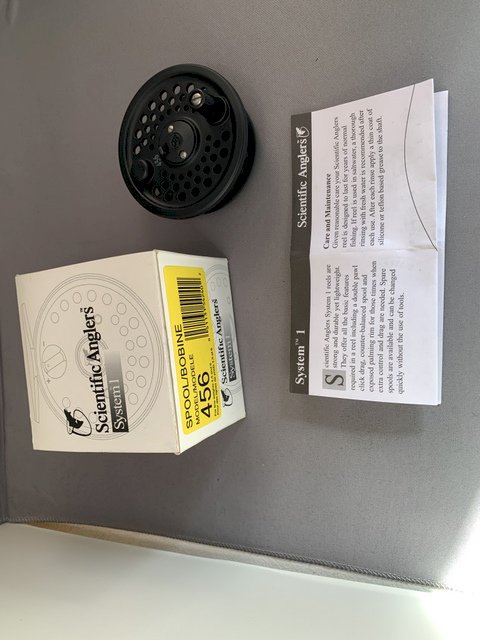 Scientific Anglers™
System 1
SPOOL/BOBINE
MODEL/MODELE
456
Scientific Anglers
System 1
System™ 1
Scientific Anglers
Scientific Anglers System 1 reels are
strong and durable yet lightweight.
They offer all the basic features
required in a reel including a double pawl
click drag, counter-balanced spool and
exposed palming rim for those times when
extra control and drag are needed. Spare
spools are available and can be changed
quickly without the use of tools.
Care and Maintenance
Given reasonable care your Scientific Anglers
reel is designed to last for years of normal
fishing. If reel is used in saltwater, a thorough
rinsing with fresh water is recommended after
each use. After each rinse apply a thin coat of
silicone or teflon based grease to the shaft.